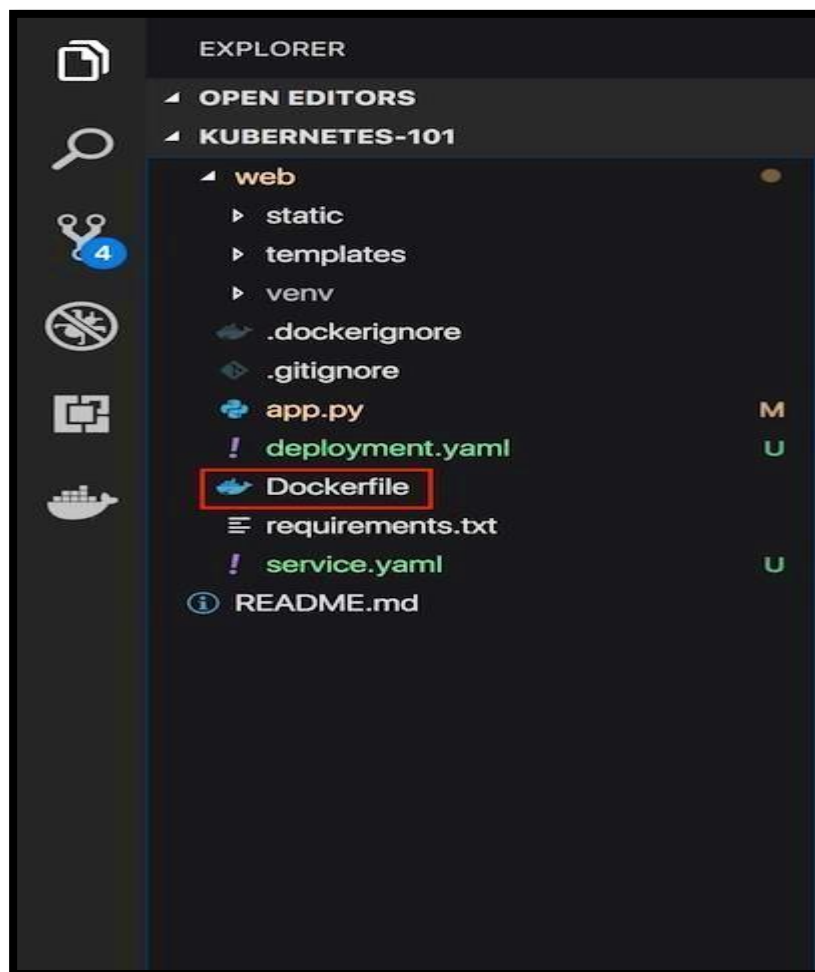 EXPLORER
OPEN EDITORS
KUBERNETES-101
web
static
templates
4
venv
.dockerignore
.gitignore
app.py M
! deployment.yaml U
Dockerfile
requirements.txt
! service.yaml U
README.md